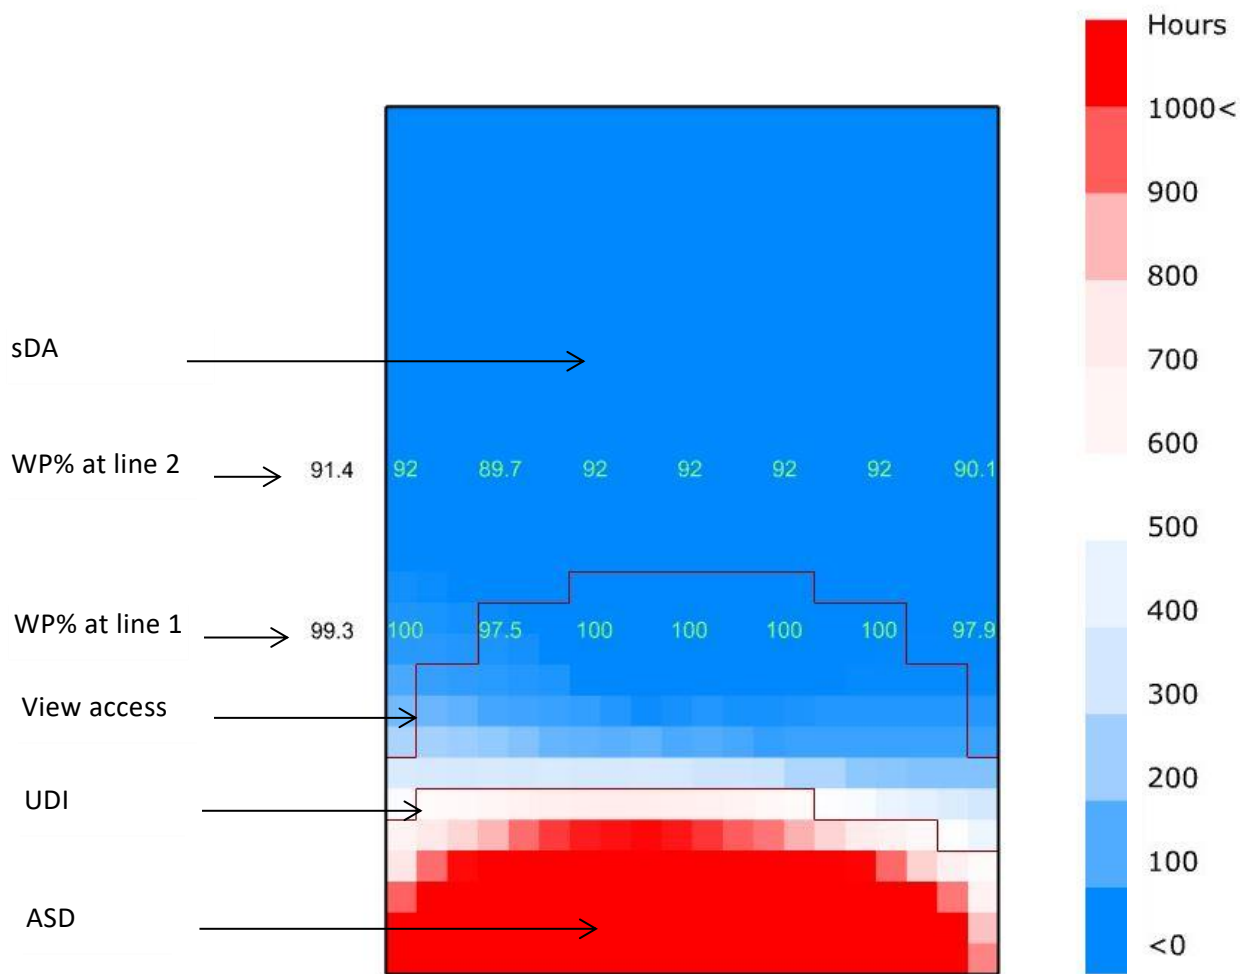 Hours
1000<
900
800
700
600
500
400
300
200
100
<0
sDA
WP% at line 2 91.4 92 89.7 92 92 92 92 90.1
WP% at line 1 99.3 100 97.5 100 100 100 100 97.9
View access
UDI
ASD